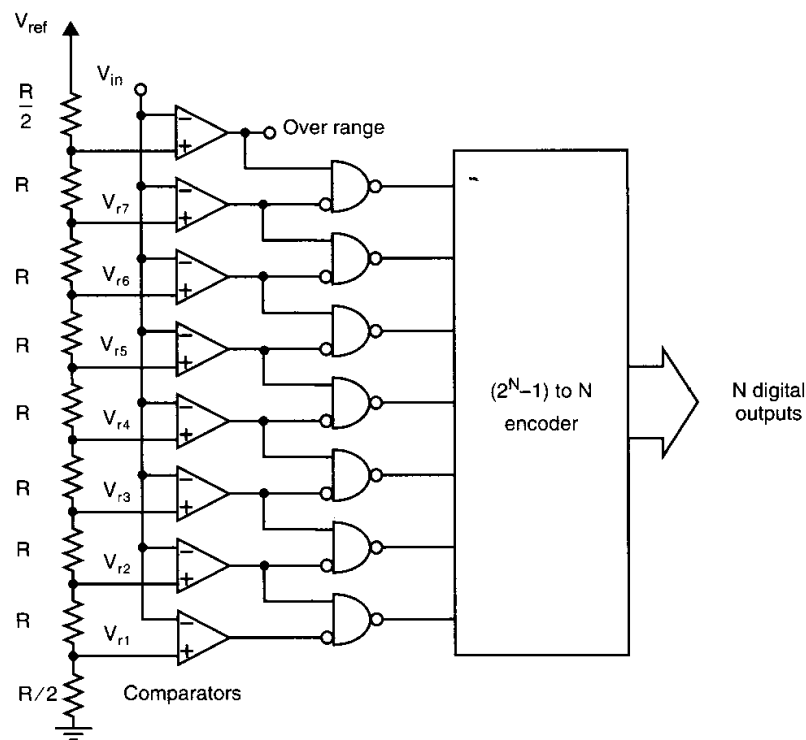 V_ref
V_in
R/2
Over range
R
V_r7
R
V_r6
R
V_r5
R
V_r4
(2^N–1) to N
encoder
N digital
outputs
R
V_r3
R
V_r2
R
V_r1
R/2
Comparators